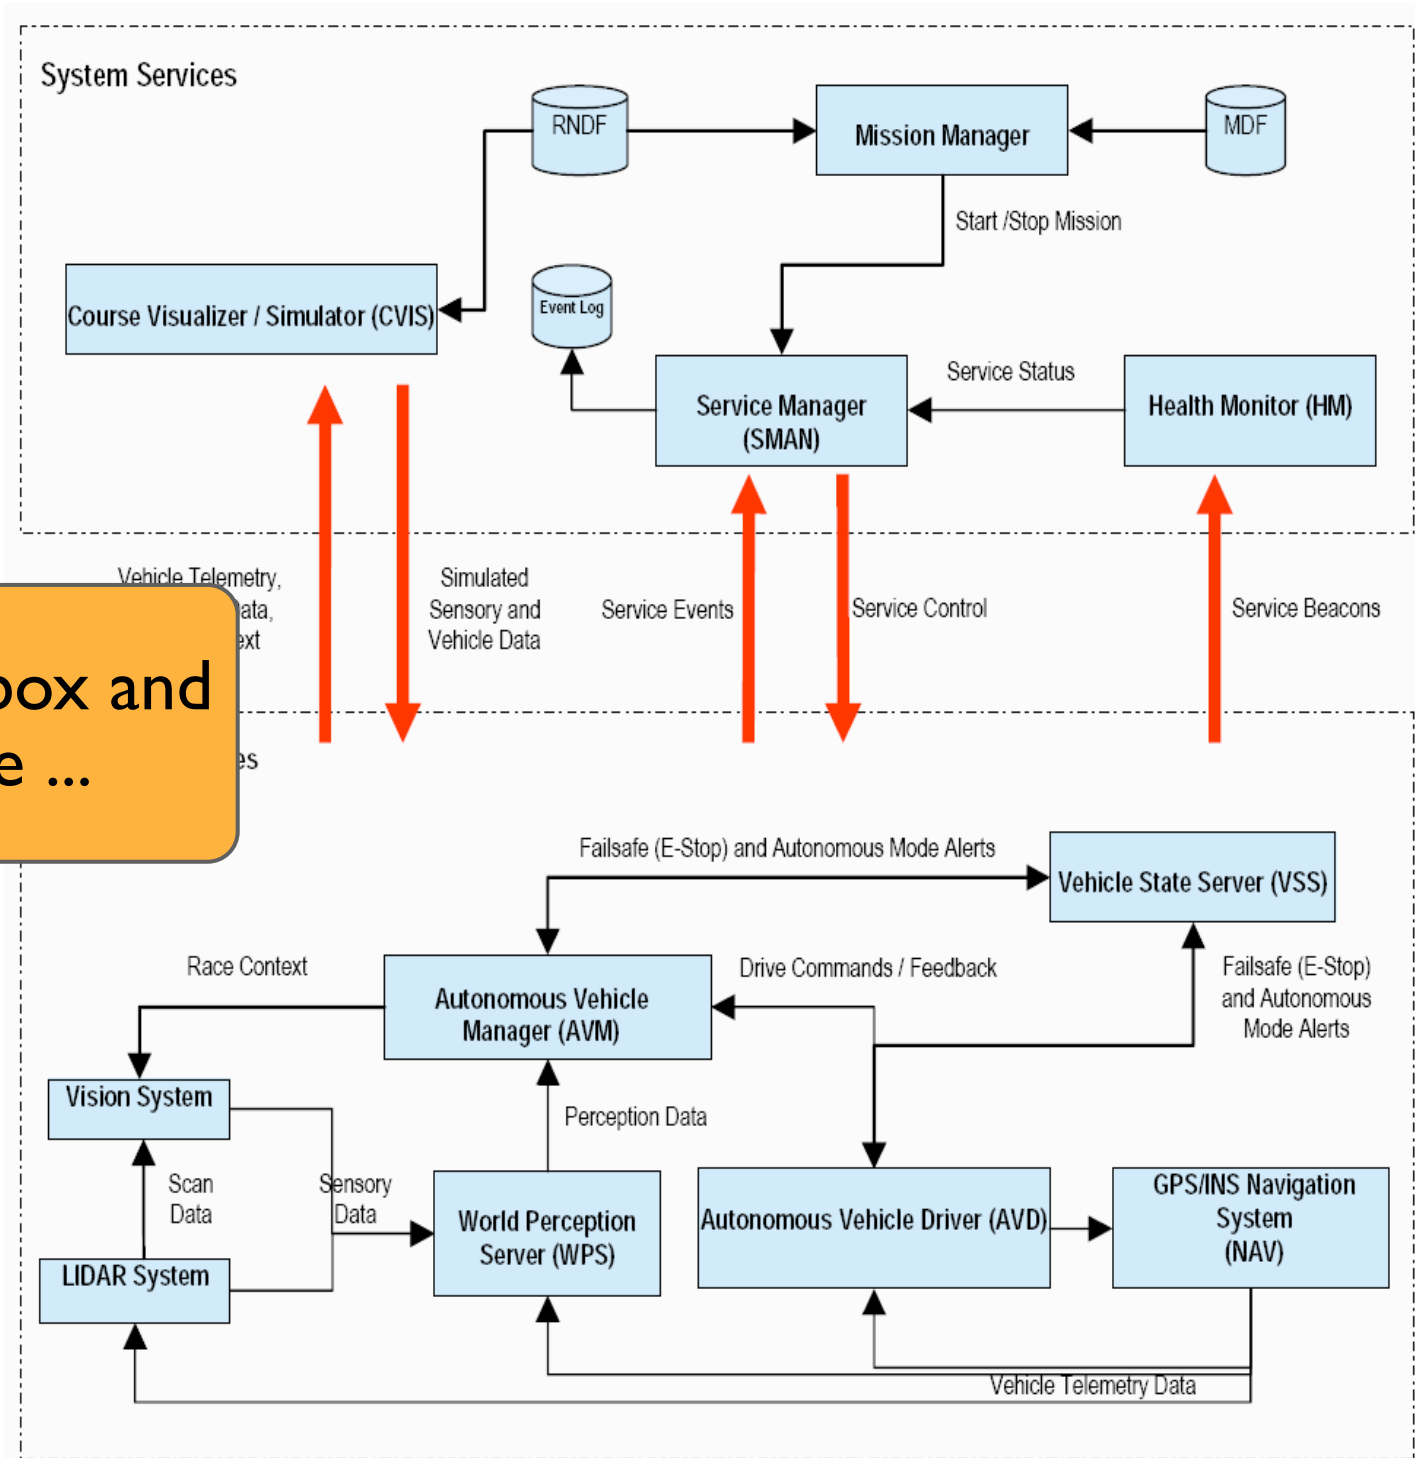 System Services
RNDF
Mission Manager
MDF
Start /Stop Mission
Course Visualizer / Simulator (CVIS)
Event Log
Service Manager
(SMAN)
Service Status
Health Monitor (HM)
Vehicle Telemetry,
Simulated
Sensory and
Vehicle Data
Service Events
Service Control
Service Beacons
box and
...
Failsafe (E-Stop) and Autonomous Mode Alerts
Vehicle State Server (VSS)
Race Context
Autonomous Vehicle
Manager (AVM)
Drive Commands / Feedback
Failsafe (E-Stop)
and Autonomous
Mode Alerts
Vision System
Perception Data
Scan
Data
Sensory
Data
World Perception
Server (WPS)
Autonomous Vehicle Driver (AVD)
GPS/INS Navigation
System
(NAV)
LIDAR System
Vehicle Telemetry Data